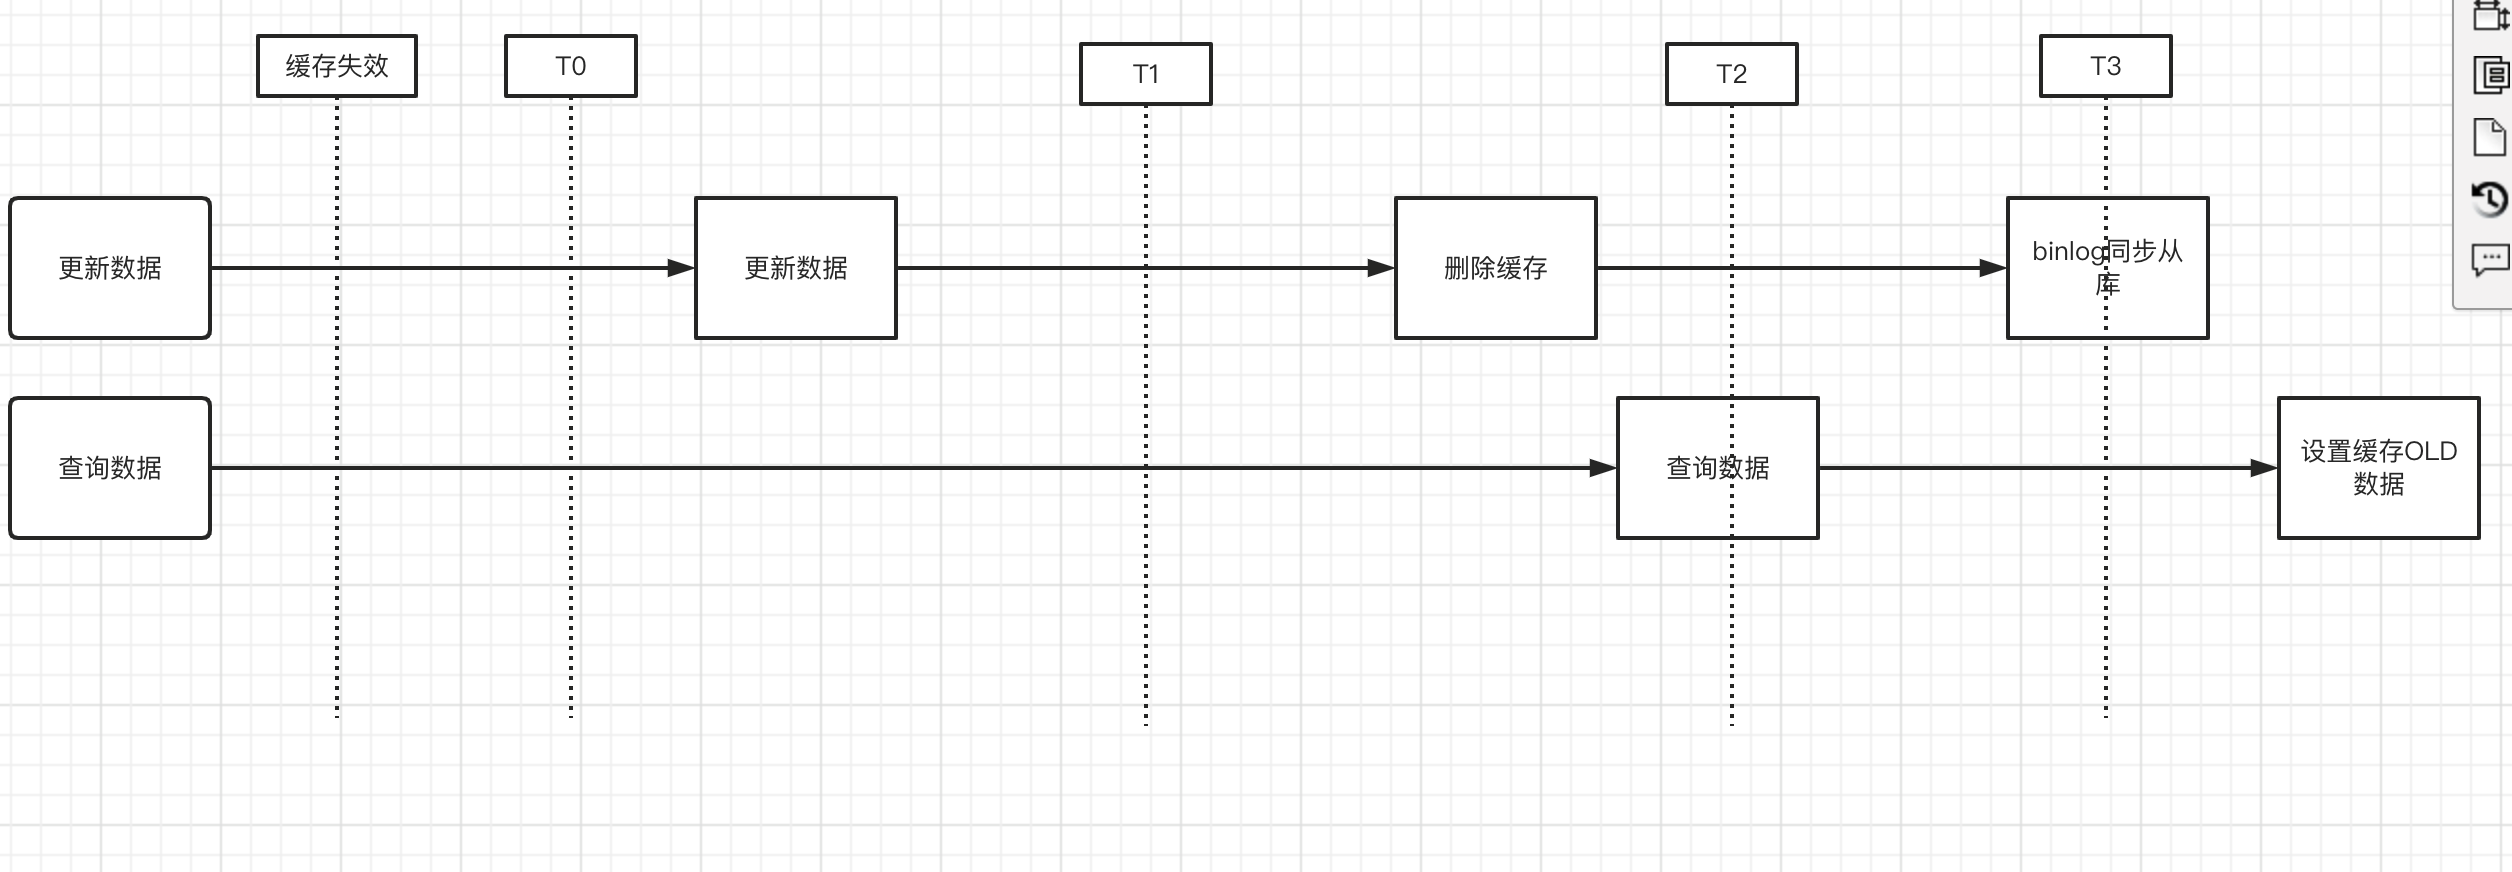 缓存失效
T0
T1
T2
T3
更新数据
更新数据
删除缓存
binlog同步从
库
查询数据
查询数据
设置缓存OLD
数据